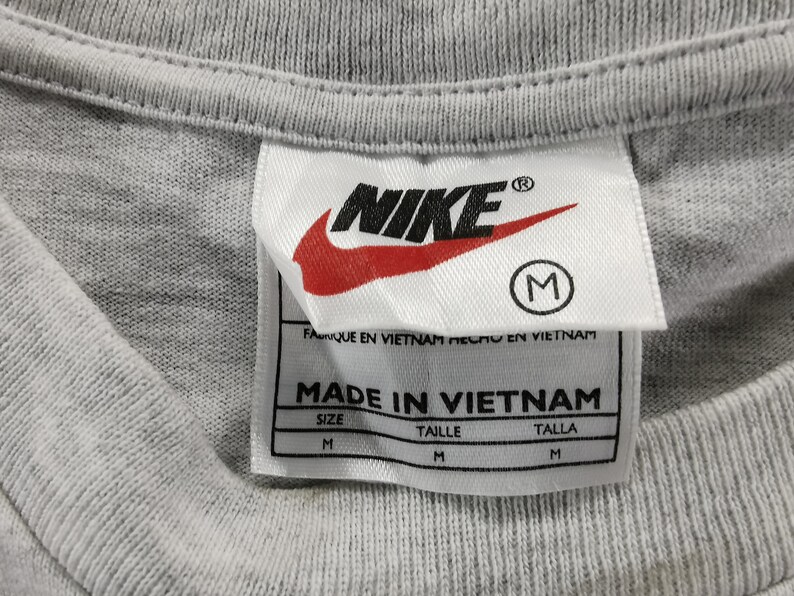 NIKE®
M
FABRIQUE EN VIETNAM HECHO EN VIETNAM
MADE IN VIETNAM
SIZE TAILLE TALLA
M M M